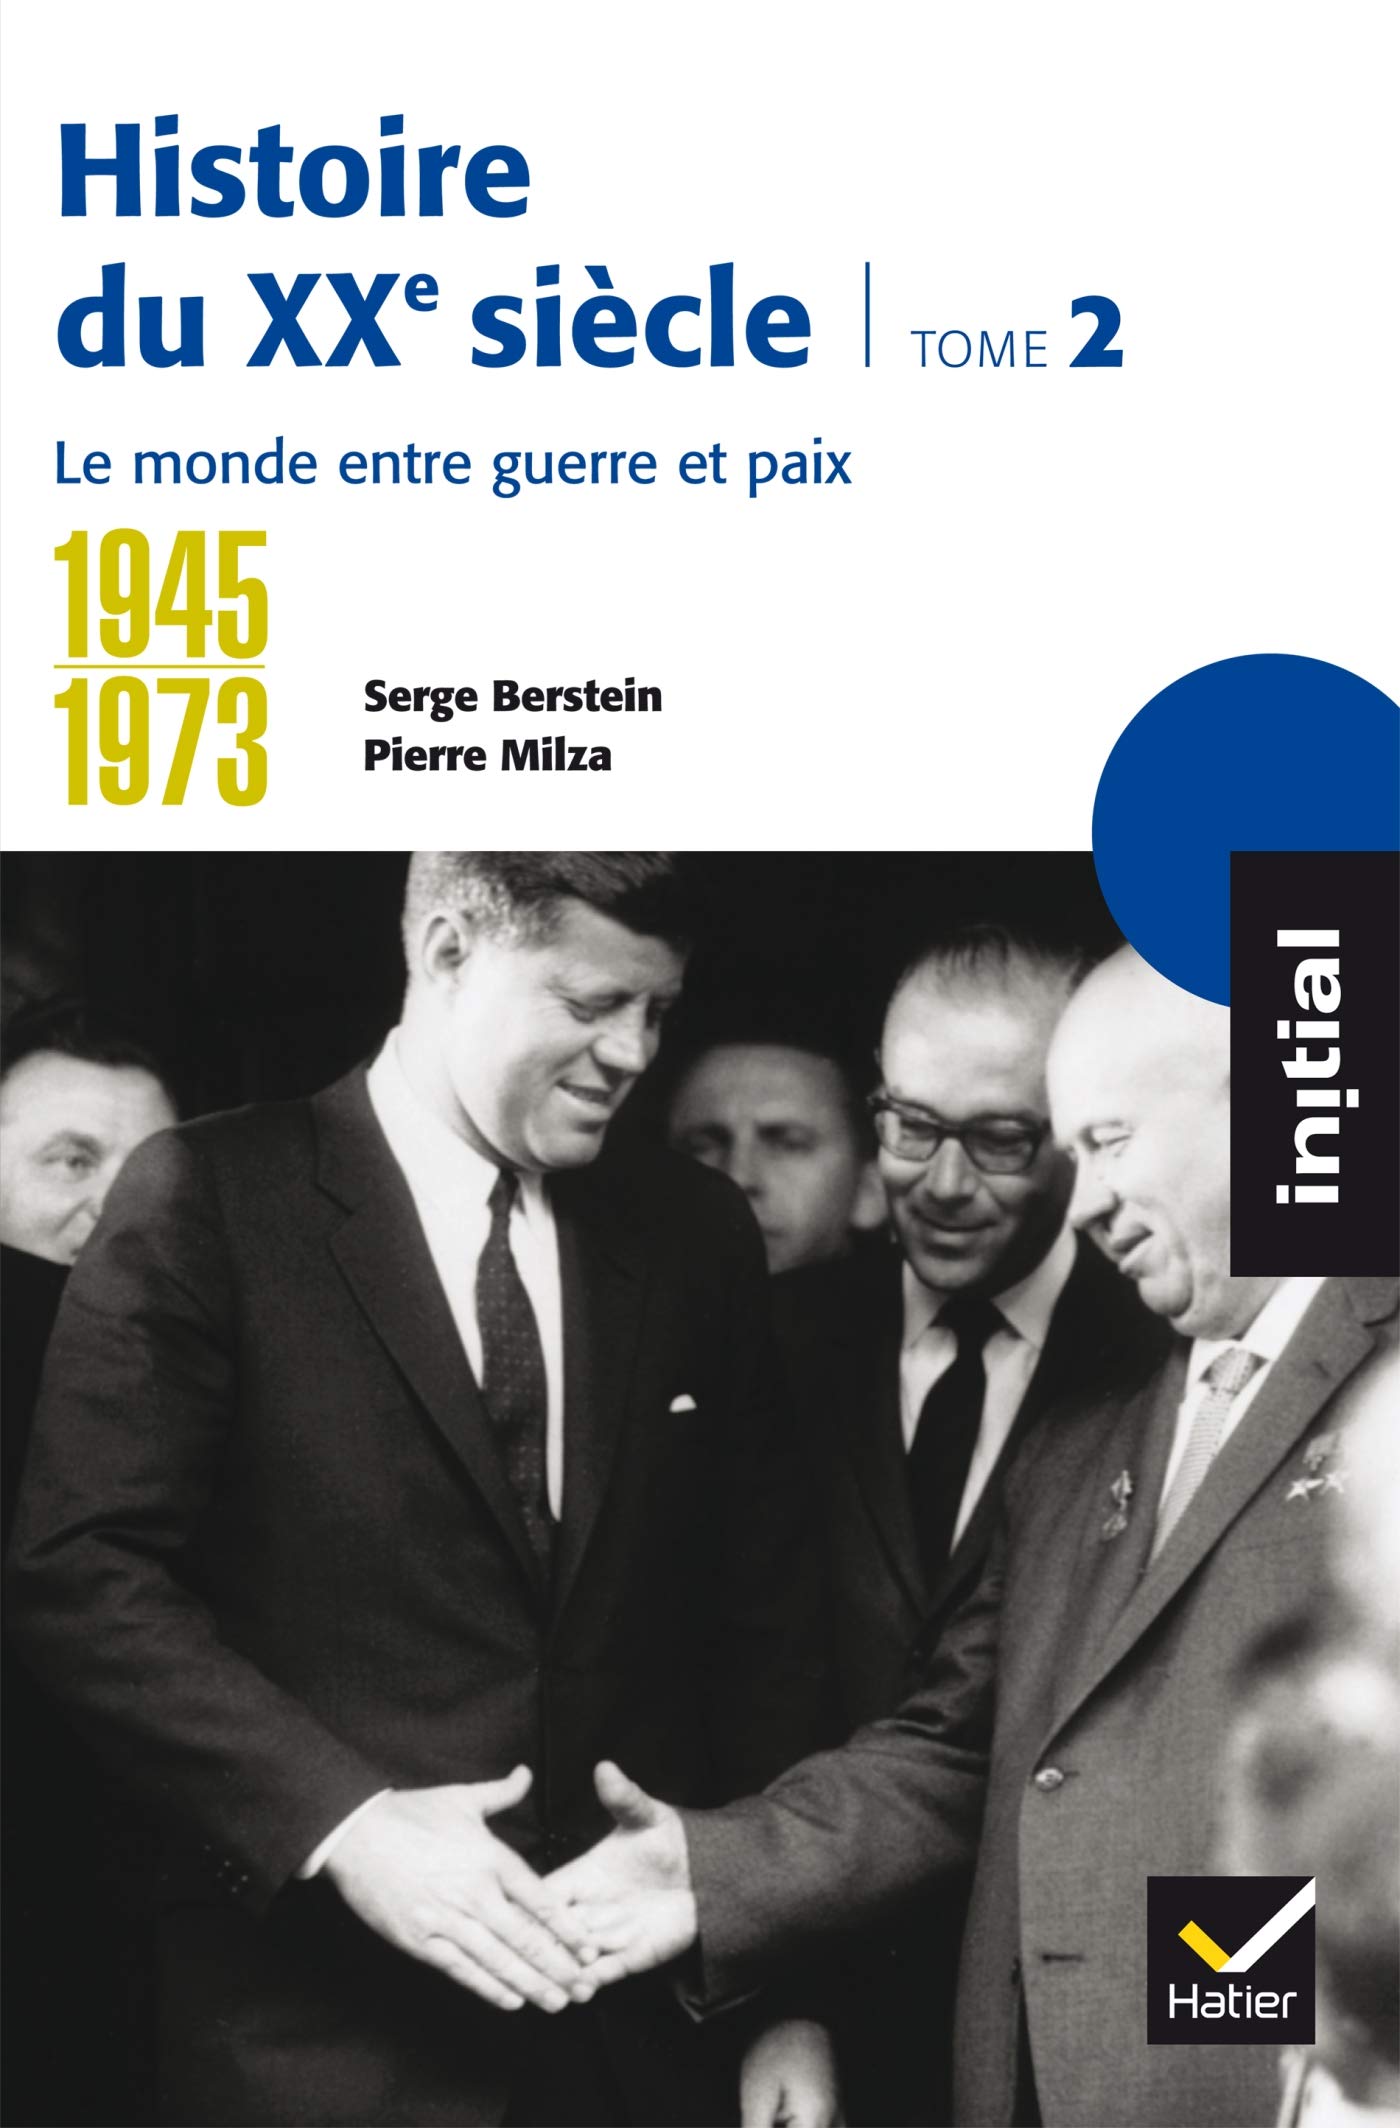 Histoire
du XXe siècle | TOME 2
Le monde entre guerre et paix
1945
1973
Serge Berstein
Pierre Milza
initial
Hatier